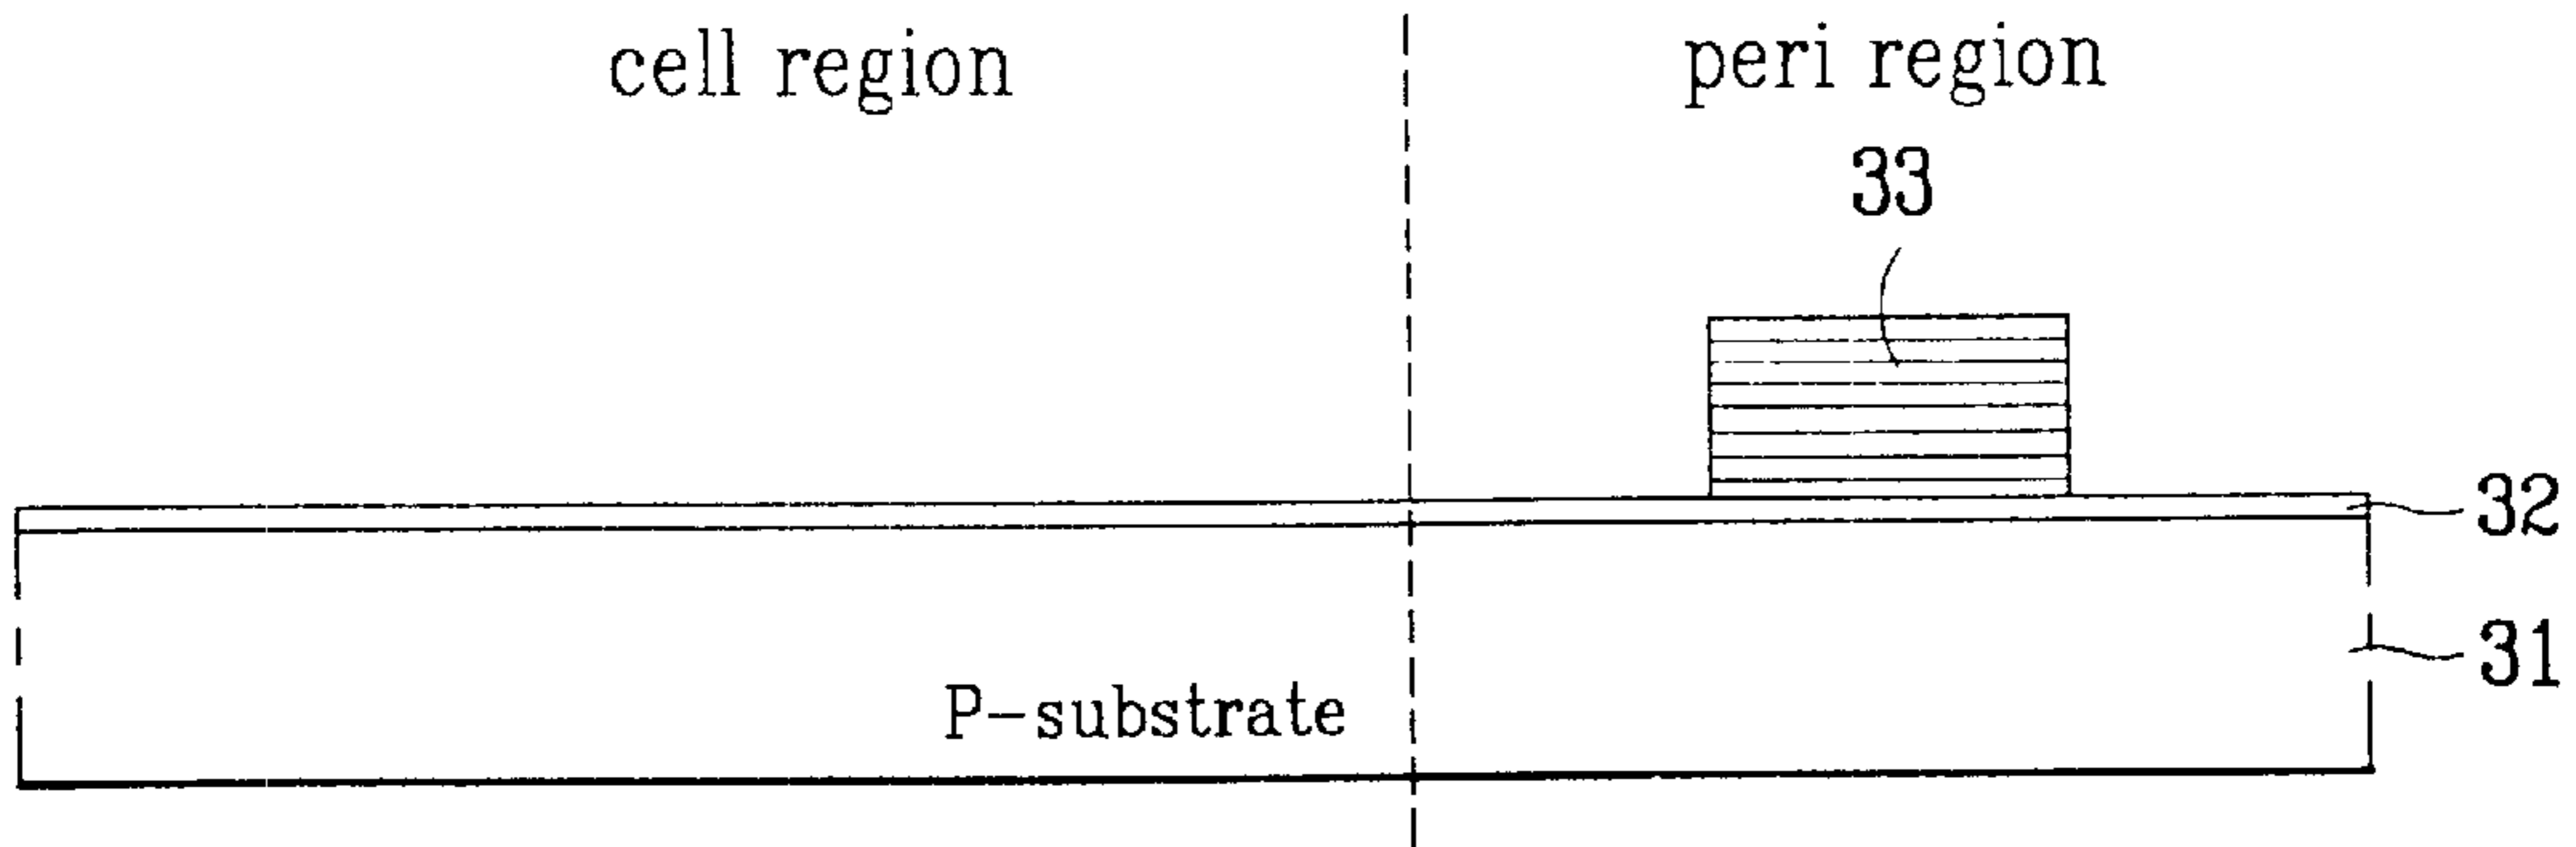 cell region
peri region
33
32
31
P-substrate